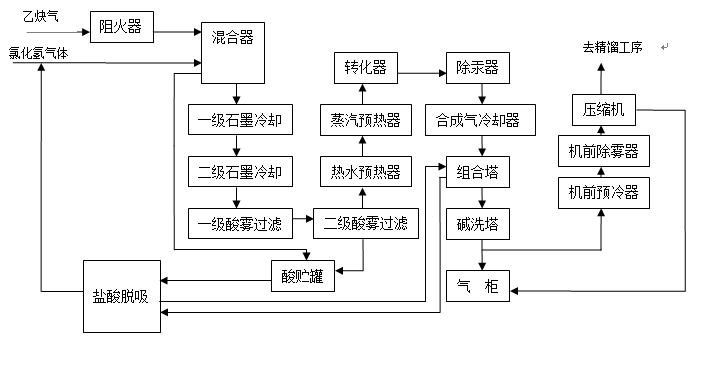 乙炔气
阻火器
混合器
氯化氢气体
去精馏工序
转化器
除汞器
压缩机
一级石墨冷却
蒸汽预热器
合成气冷却器
机前除雾器
二级石墨冷却
热水预热器
组合塔
机前预冷器
一级酸雾过滤
二级酸雾过滤
碱洗塔
酸贮罐
气 柜
盐酸脱吸